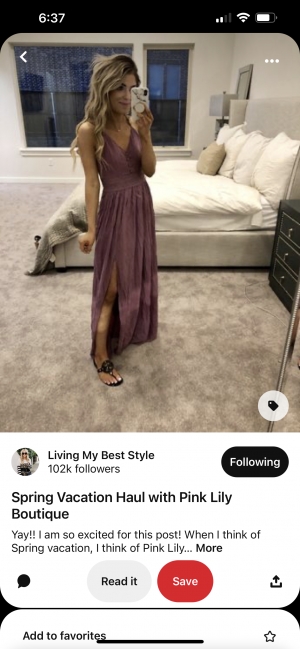 6:37
Living My Best Style
102k followers
Following
Spring Vacation Haul with Pink Lily
Boutique
Yay!! I am so excited for this post! When I think of
Spring vacation, I think of Pink Lily... More
Read it
Save
Add to favorites